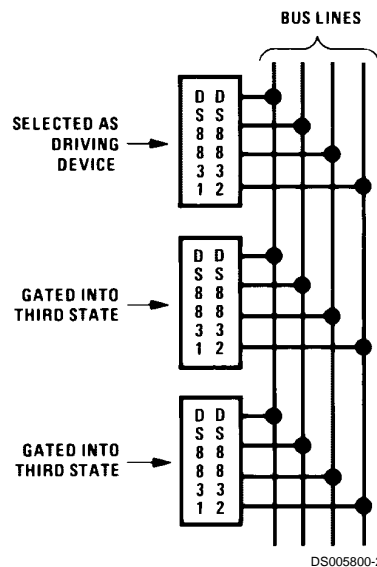 BUS LINES
D D
S S
8 8
8 8
3 3
1 2
SELECTED AS
DRIVING
DEVICE
D D
S S
8 8
8 8
3 3
1 2
GATED INTO
THIRD STATE
D D
S S
8 8
8 8
3 3
1 2
GATED INTO
THIRD STATE